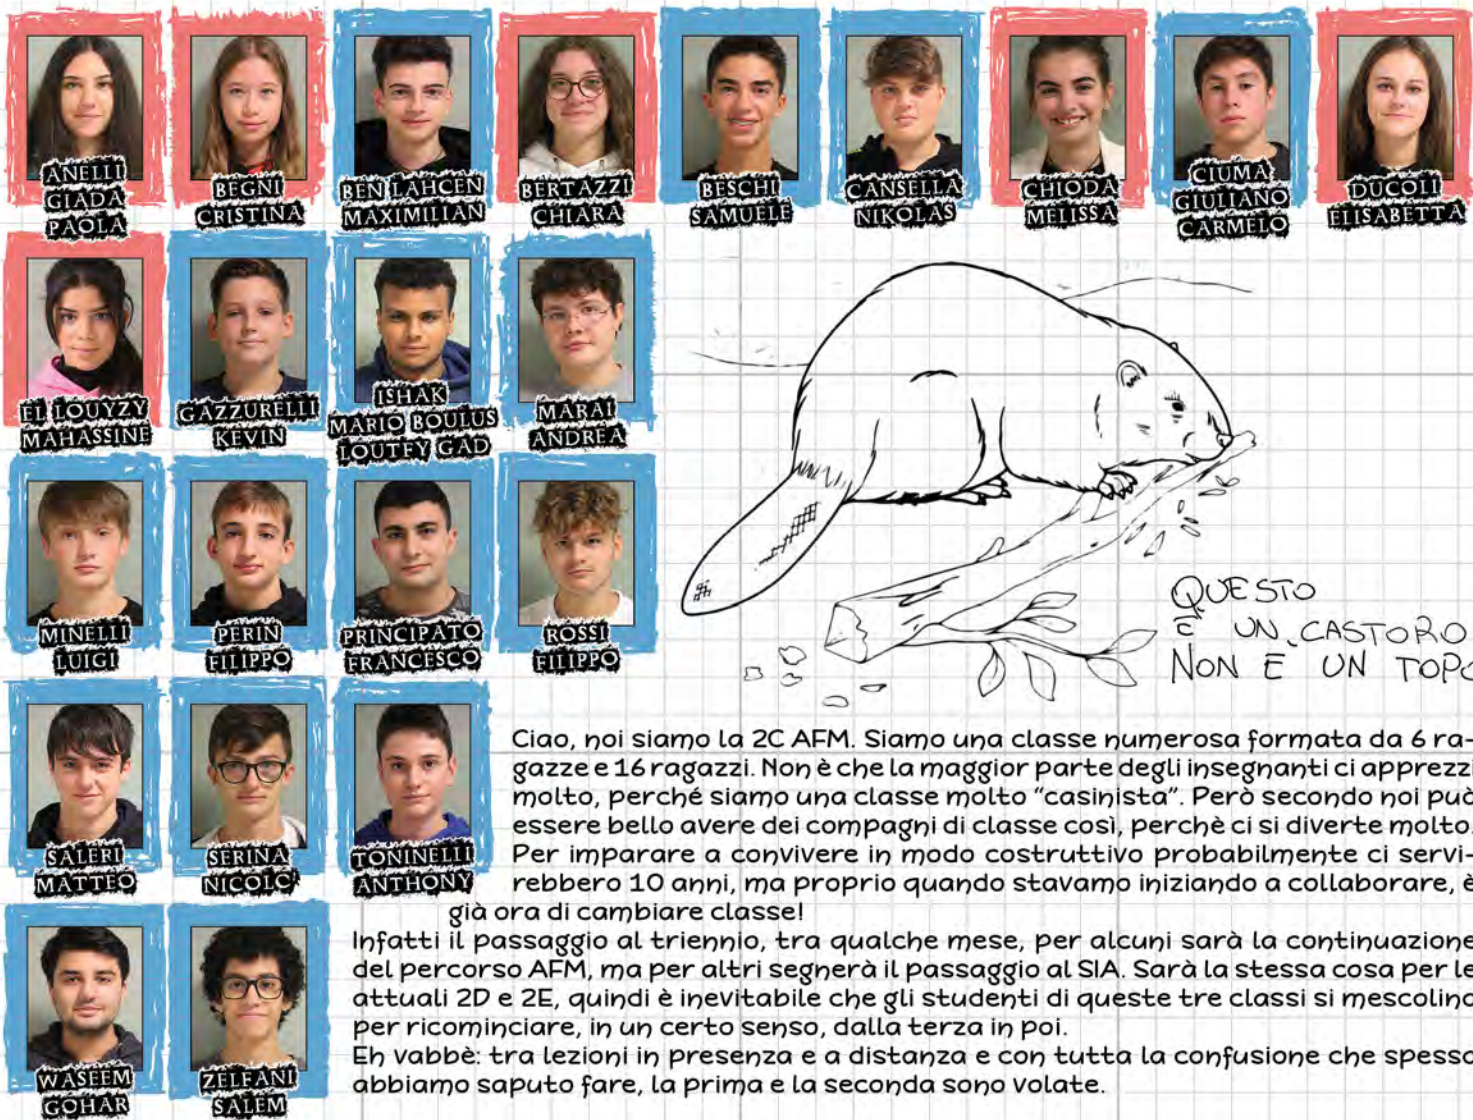 ANELLI
GIADA
PAOLA
BEGNI
CRISTINA
BEN LAHCEN
MAXIMILIAN
BERTAZZI
CHIARA
BESCHI
SAMUELE
CANSELLA
NIKOLAS
CHIODA
MELISSA
CIUMA
GIULIANO
CARMELO
DUCOLI
ELISABETTA
EL LOUYZY
MAHASSINE
GAZZURELLI
KEVIN
ISHAK
MARIO BOULUS
LOUTFY GAD
MARAI
ANDREA
MINELLI
LUIGI
PERIN
FILIPPO
PRINCIPATO
FRANCESCO
ROSSI
FILIPPO
QUESTO
È UN CASTORO
NON È UN TOPO
SALERI
MATTEO
SERINA
NICOLO'
TONINELLI
ANTHONY
WASEEM
GOHAR
ZELFANI
SALEM
Ciao, noi siamo la 2C AFM. Siamo una classe numerosa formata da 6 ra-
gazze e 16 ragazzi. Non è che la maggior parte degli insegnanti ci apprezzi
molto, perché siamo una classe molto "casinista". Però secondo noi può
essere bello avere dei compagni di classe così, perchè ci si diverte molto.
Per imparare a convivere in modo costruttivo probabilmente ci servi-
rebbero 10 anni, ma proprio quando stavamo iniziando a collaborare, è
già ora di cambiare classe!
Infatti il passaggio al triennio, tra qualche mese, per alcuni sarà la continuazione
del percorso AFM, ma per altri segnerà il passaggio al SIA. Sarà la stessa cosa per le
attuali 2D e 2E, quindi è inevitabile che gli studenti di queste tre classi si mescolino
per ricominciare, in un certo senso, dalla terza in poi.
Eh vabbè: tra lezioni in presenza e a distanza e con tutta la confusione che spesso
abbiamo saputo fare, la prima e la seconda sono volate.